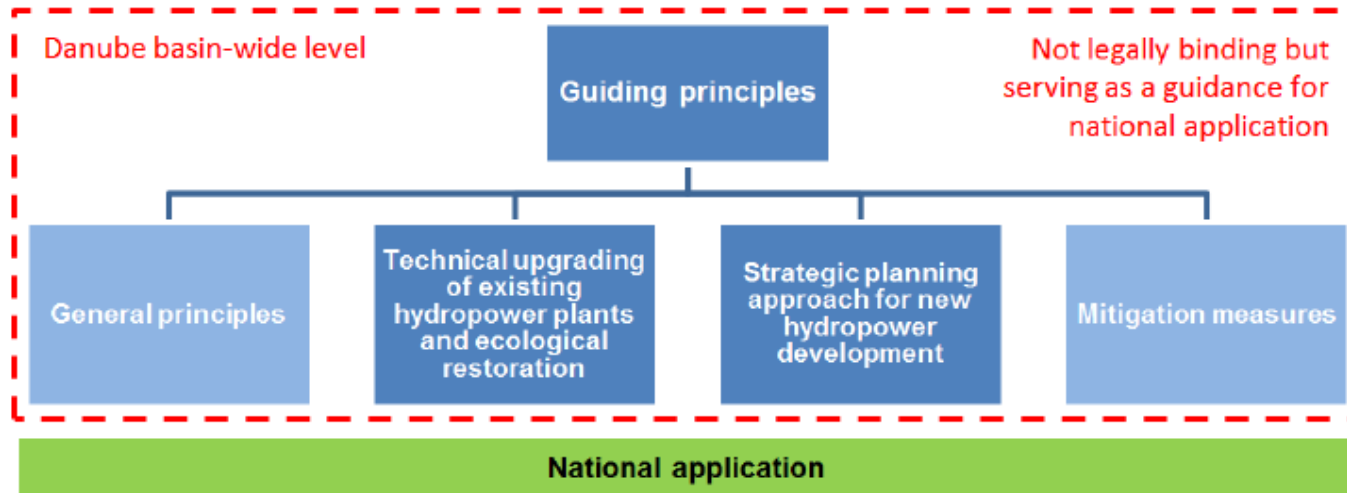 Danube basin-wide level
Not legally binding but
serving as a guidance for
national application
Guiding principles
General principles
Technical upgrading
of existing
hydropower plants
and ecological
restoration
Strategic planning
approach for new
hydropower
development
Mitigation measures
National application